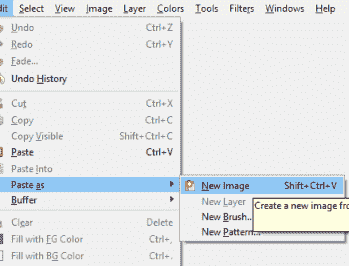 dit Select View Image Layer Colors Tools Filters Windows Help
Undo Ctrl+Z
Redo Ctrl+Y
Fade...
Undo History
Cut Ctrl+X
Copy Ctrl+C
Copy Visible Shift+Ctrl+C
Paste Ctrl+V
Paste Into
Paste as New Image Shift+Ctrl+V
Buffer New Layer
New Brush... Create a new image fro
Clear Delete New Pattern...
Fill with FG Color Ctrl+,
Fill with BG Color Ctrl+.